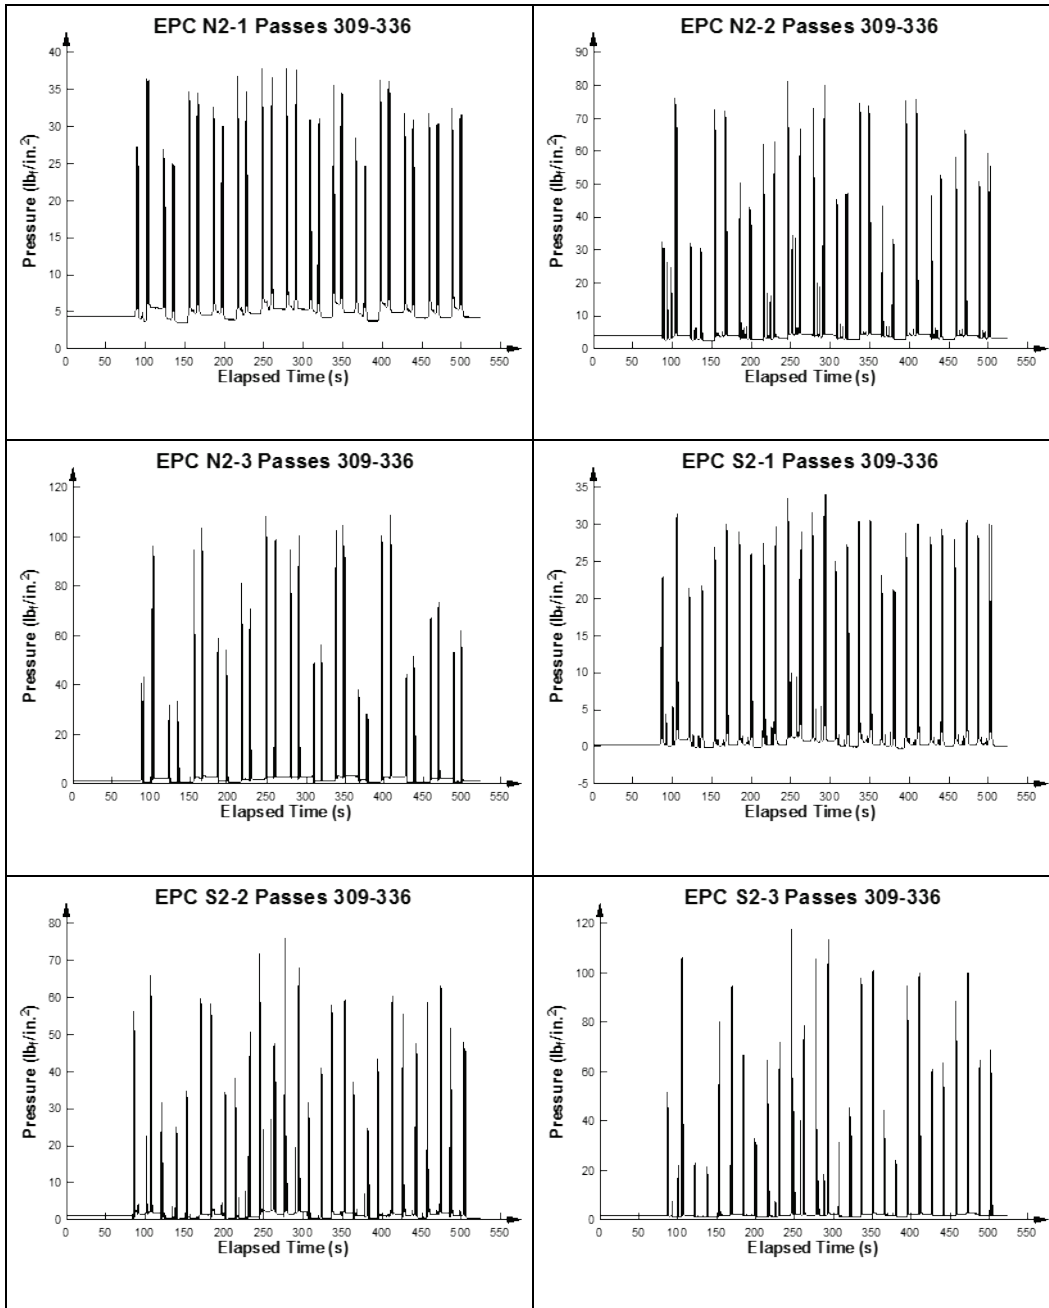 EPC N2-1 Passes 309-336
40
35
30
25
20
15
10
5
0
Pressure (lbf/in.²)
0 50 100 150 200 250 300 350 400 450 500 550
Elapsed Time (s)
EPC N2-2 Passes 309-336
90
80
70
60
50
40
30
20
10
0
Pressure (lbf/in.²)
0 50 100 150 200 250 300 350 400 450 500 550
Elapsed Time (s)
EPC N2-3 Passes 309-336
120
100
80
60
40
20
0
Pressure (lbf/in.²)
0 50 100 150 200 250 300 350 400 450 500 550
Elapsed Time (s)
EPC S2-1 Passes 309-336
35
30
25
20
15
10
5
0
-5
Pressure (lbf/in.²)
0 50 100 150 200 250 300 350 400 450 500 550
Elapsed Time (s)
EPC S2-2 Passes 309-336
80
70
60
50
40
30
20
10
0
Pressure (lbf/in.²)
0 50 100 150 200 250 300 350 400 450 500 550
Elapsed Time (s)
EPC S2-3 Passes 309-336
120
100
80
60
40
20
0
Pressure (lbf/in.²)
0 50 100 150 200 250 300 350 400 450 500 550
Elapsed Time (s)